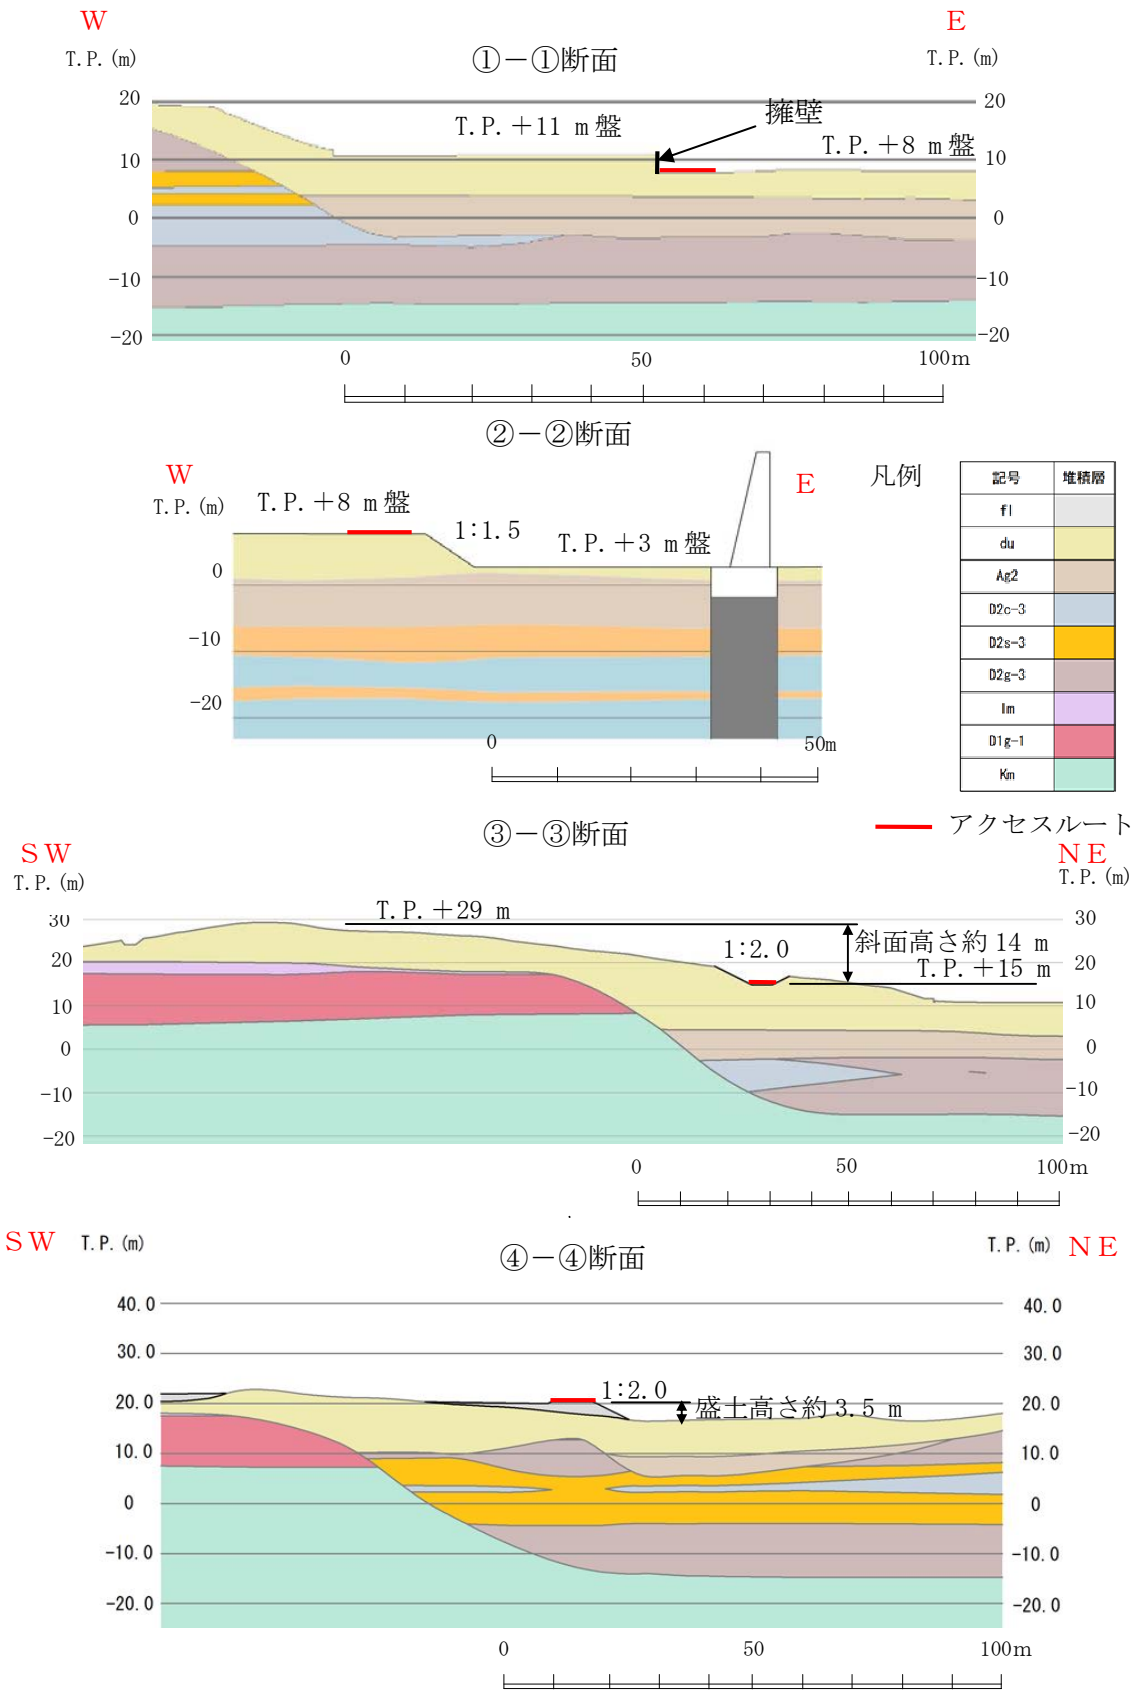 W
E
T.P.(m)
①－①断面
T.P.(m)
20
20
擁壁
T.P.＋11 m盤
T.P.＋8 m盤
10
10
0
0
-10
-10
-20
-20
0
50
100m
②－②断面
W
E
T.P.(m)
T.P.＋8 m盤
1:1.5
T.P.＋3 m盤
0
-10
-20
0
50m
凡例
記号 堆積層
fl
du
Ag2
D2c-3
D2s-3
D2g-3
lm
D1g-1
Km
アクセスルート
③－③断面
SW
NE
T.P.(m)
T.P.(m)
T.P.＋29 m
30
30
1:2.0
斜面高さ約14 m
20
20
T.P.＋15 m
10
10
0
0
-10
-10
-20
-20
0
50
100m
SW
T.P.(m)
④－④断面
T.P.(m)
NE
40.0
40.0
30.0
30.0
1:2.0
20.0
20.0
盛土高さ約3.5 m
10.0
10.0
0
0
-10.0
-10.0
-20.0
-20.0
0
50
100m